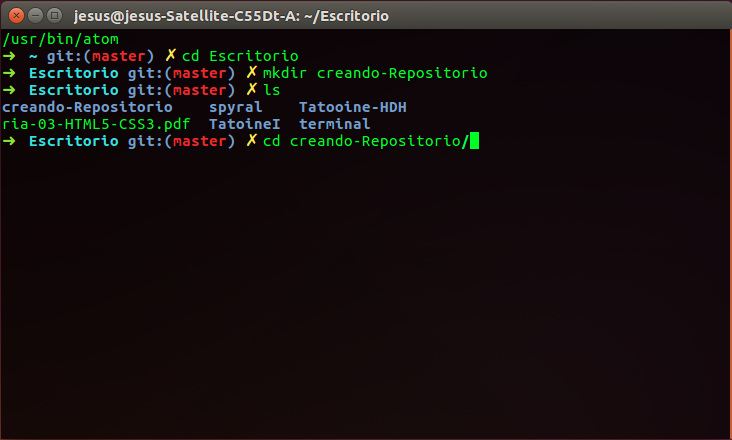 jesus@jesus-Satellite-C55Dt-A: ~/Escritorio
/usr/bin/atom
➜  ~ git:(master) ✗ cd Escritorio
➜  Escritorio git:(master) ✗ mkdir creando-Repositorio
➜  Escritorio git:(master) ✗ ls
creando-Repositorio    spyral    Tatooine-HDH
ria-03-HTML5-CSS3.pdf  TatoineI  terminal
➜  Escritorio git:(master) ✗ cd creando-Repositorio/